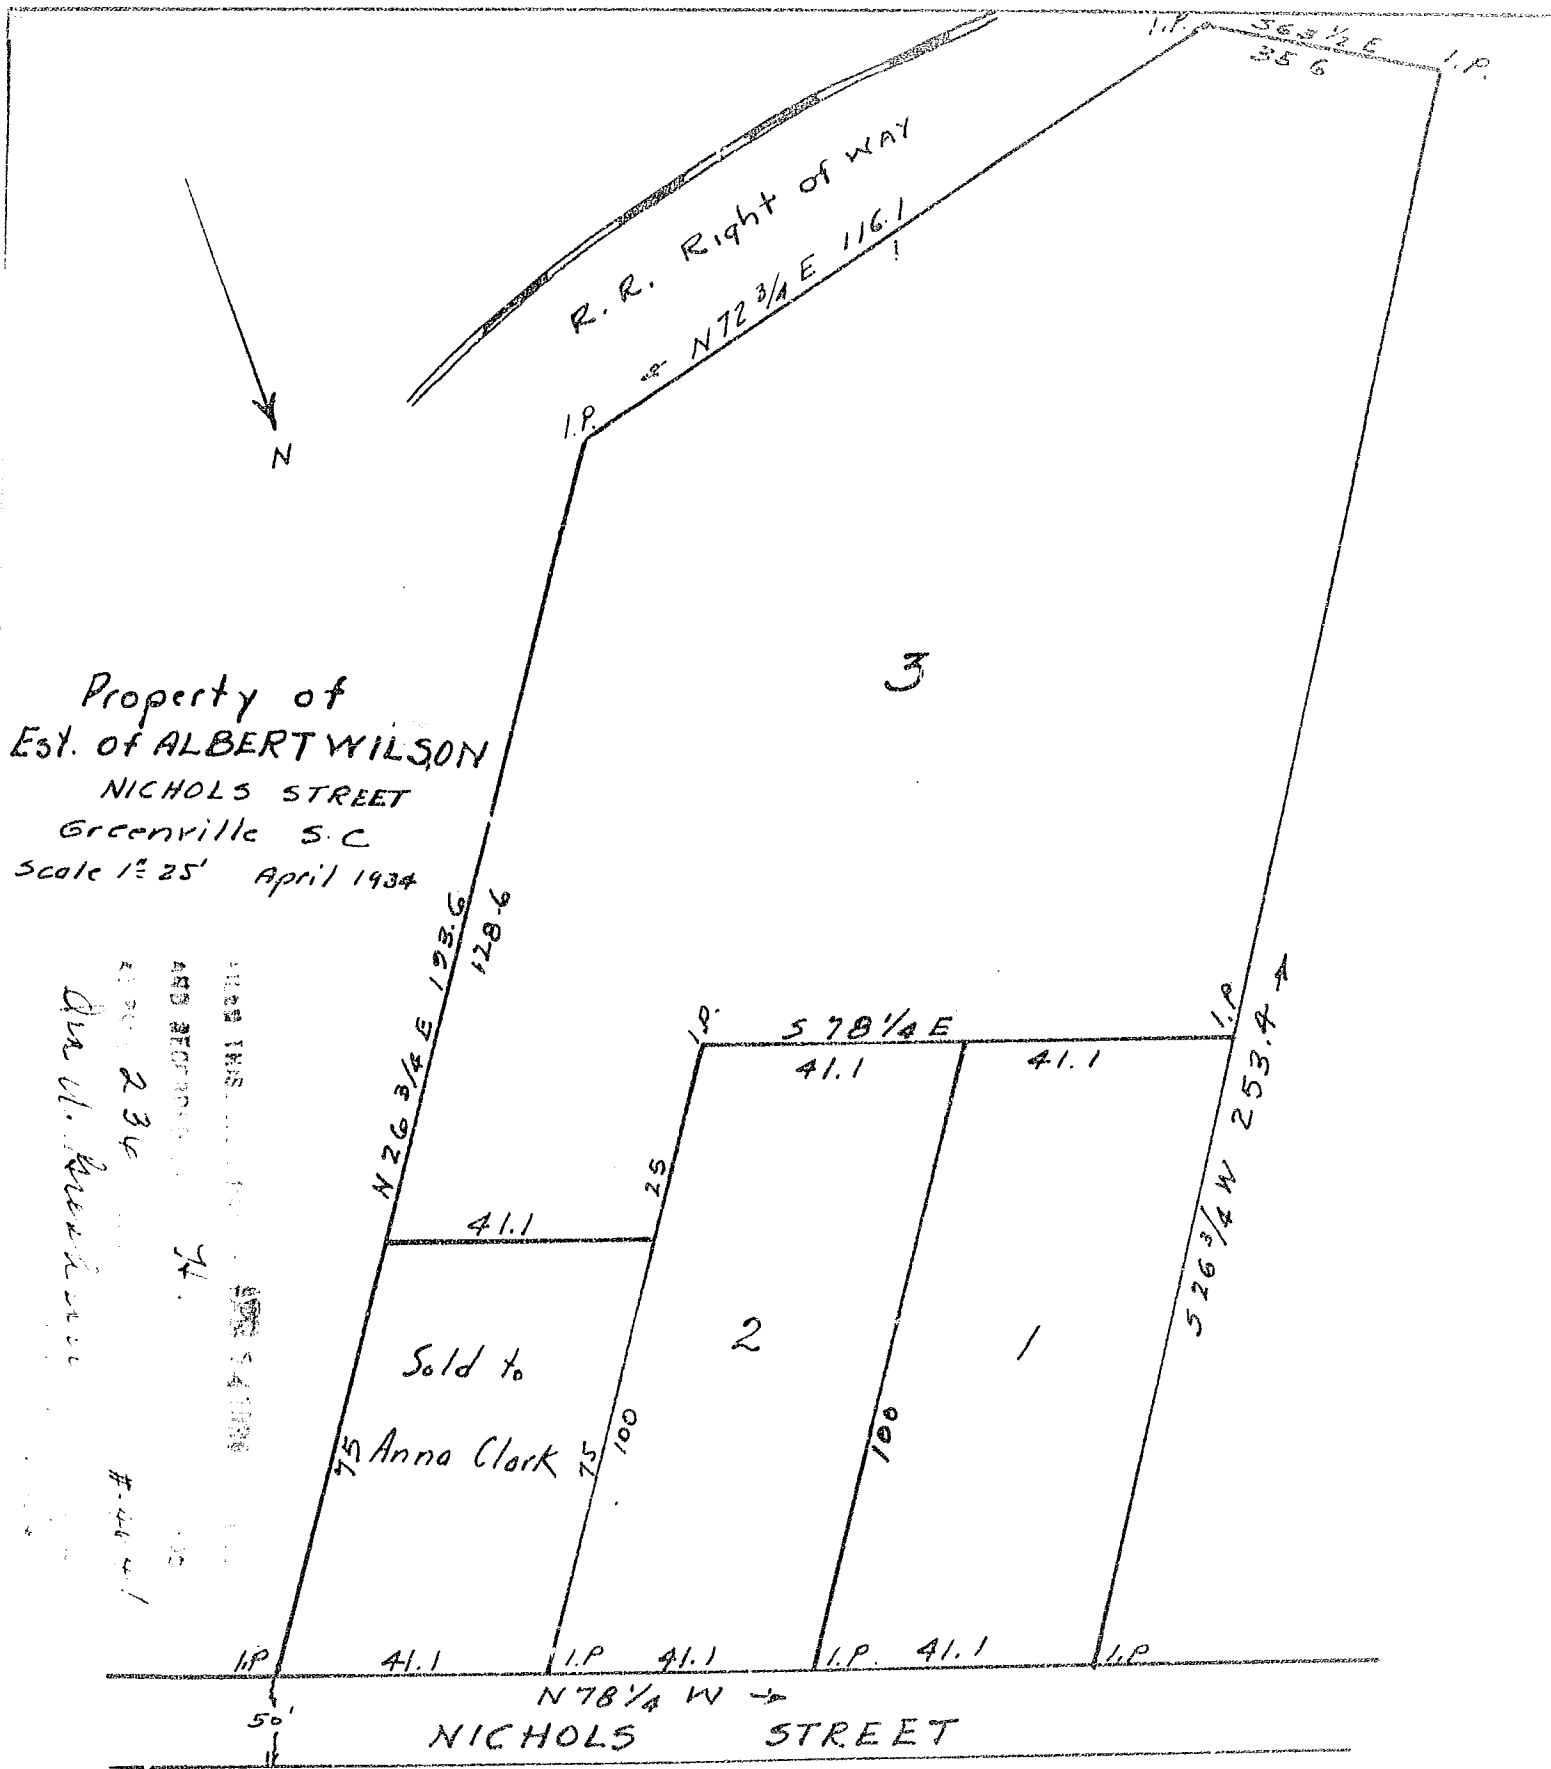 I.P.
S 63 1/2 E
35 6
I.P.
R.R. Right of WAY
N 72 3/4 E 116.1
N
I.P.
3
Property of
Est. of ALBERT WILSON
NICHOLS STREET
Greenville S.C
Scale 1"= 25' April 1934
N 26 3/4 E 193.6
128.6
I.P.
S 78 1/4 E
I.P
41.1
41.1
S 26 3/4 W 253.4
25
41.1
Sold to
Anna Clark
2
1
75
75
100
100
236
H.
I.P
41.1
I.P
41.1
I.P.
41.1
I.P
N 78 1/4 W
50'
NICHOLS STREET